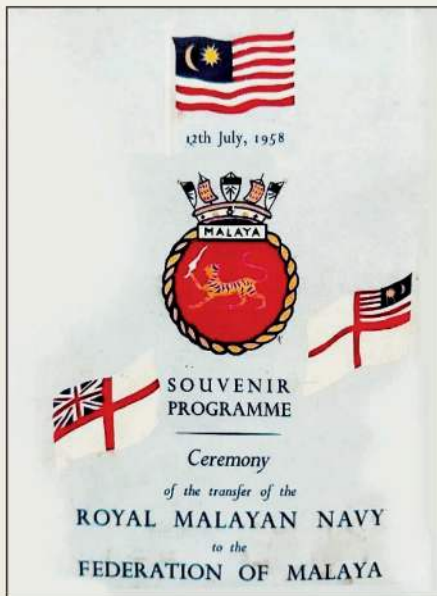 12th July, 1958
MALAYA
SOUVENIR
PROGRAMME
Ceremony
of the transfer of the
ROYAL MALAYAN NAVY
to the
FEDERATION OF MALAYA